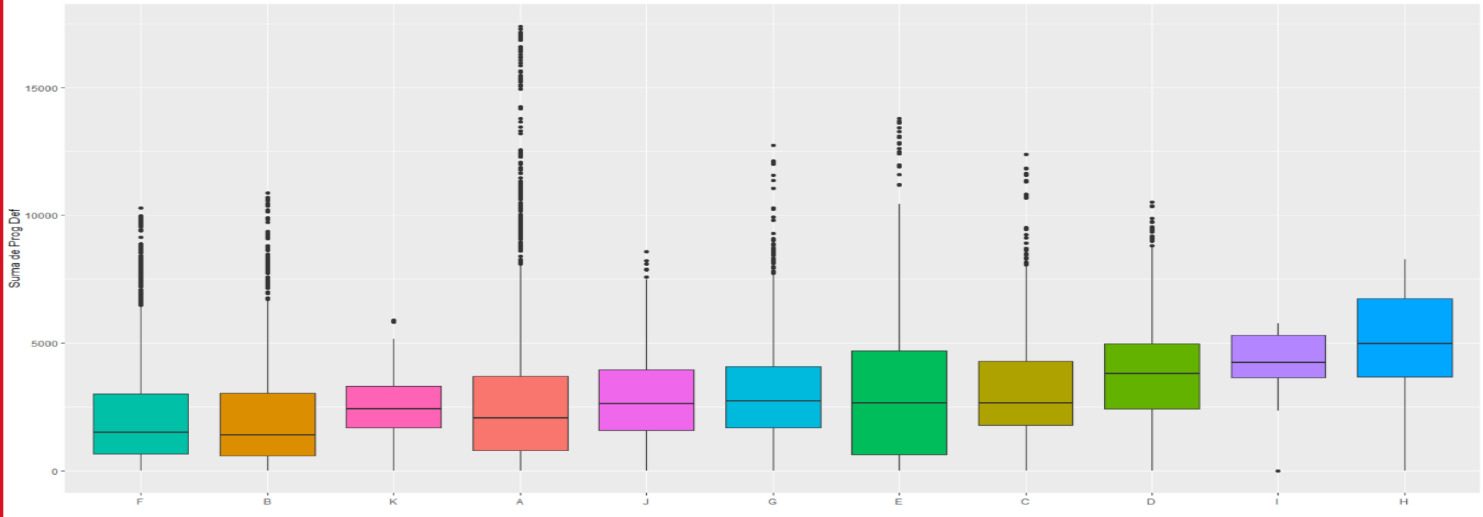 Suma de Prog.Def
15000
10000
5000
0
F B K A J G E C D I H